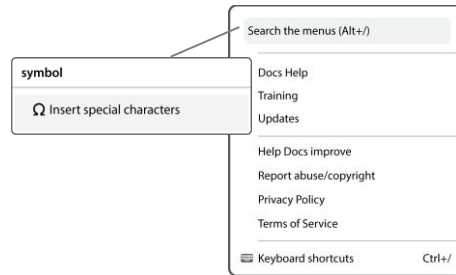 Search the menus (Alt+/)
symbol
Ω Insert special characters
Docs Help
Training
Updates
Help Docs improve
Report abuse/copyright
Privacy Policy
Terms of Service
Keyboard shortcuts Ctrl+/